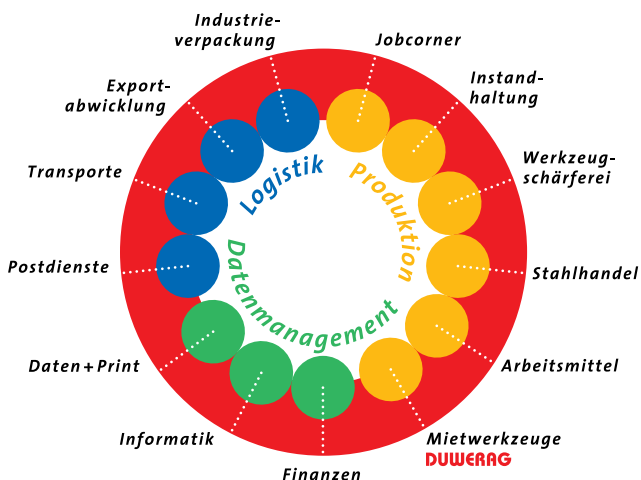 Industrie-
verpackung
Jobcorner
Export-
abwicklung
Instand-
haltung
Transporte
Werkzeug-
schärferei
Logistik
Produktion
Postdienste
Stahlhandel
Datenmanagement
Daten+Print
Arbeitsmittel
Informatik
Mietwerkzeuge
DUWERAG
Finanzen